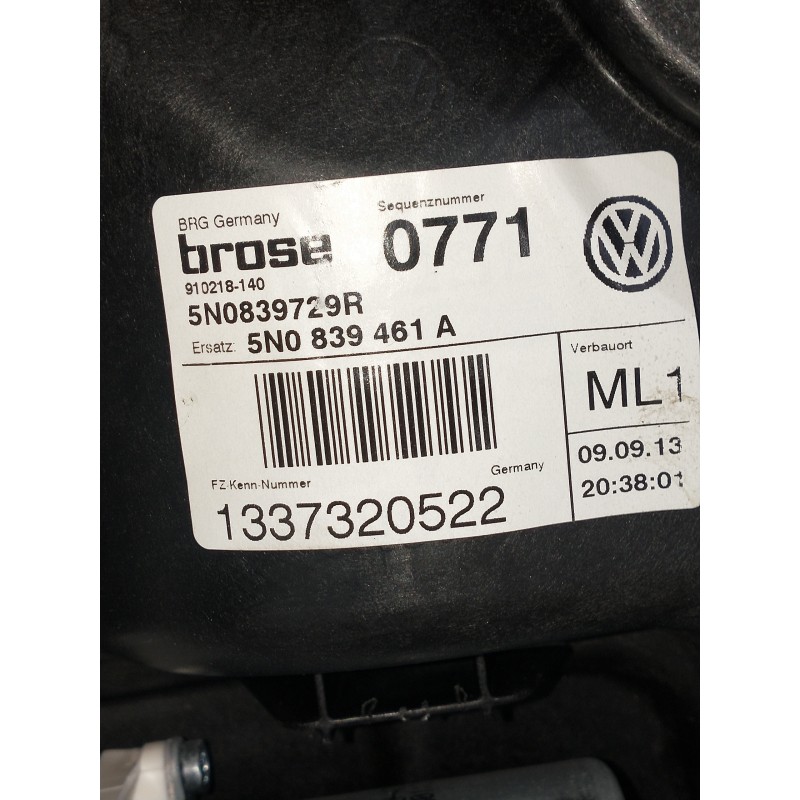 BRG Germany
brose
910218-140
Sequenznummer
0771
5N0839729R
Ersatz: 5N0 839 461 A
Verbauort
ML1
09.09.13
20:38:01
Germany
FZ-Kenn-Nummer
1337320522